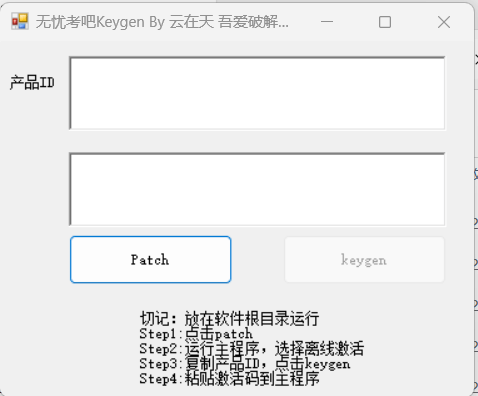 无忧考吧Keygen By 云在天 吾爱破解...
产品ID
Patch
keygen
切记：放在软件根目录运行
Step1:点击patch
Step2:运行主程序，选择离线激活
Step3:复制产品ID，点击keygen
Step4:粘贴激活码到主程序